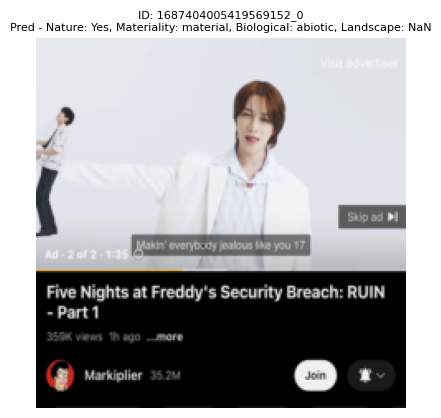 ID: 1687404005419569152_0
Pred - Nature: Yes, Materiality: material, Biological: abiotic, Landscape: NaN
Visit advertiser
Skip ad
Makin' everybody jealous like you 17
Ad · 2 of 2 · 1:35
Five Nights at Freddy's Security Breach: RUIN
- Part 1
359K views 1h ago ...more
Markiplier 35.2M
Join